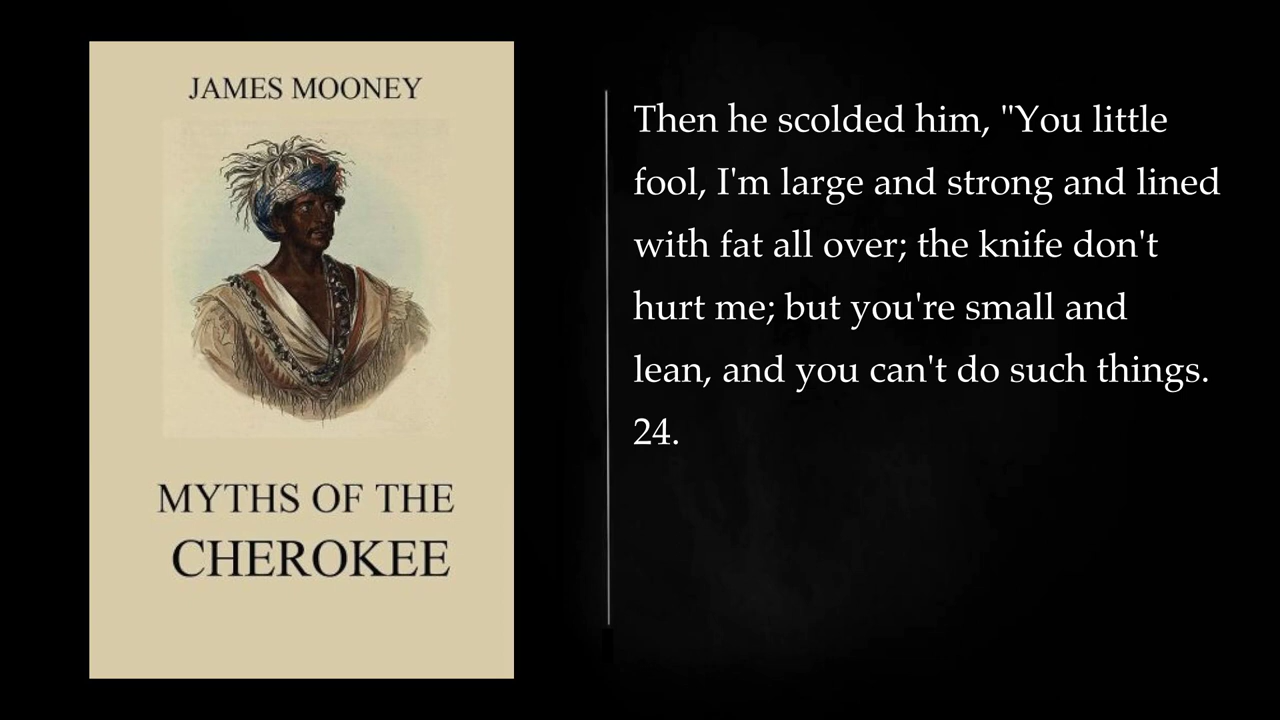 JAMES MOONEY
MYTHS OF THE
CHEROKEE
Then he scolded him, "You little
fool, I'm large and strong and lined
with fat all over; the knife don't
hurt me; but you're small and
lean, and you can't do such things.
24.